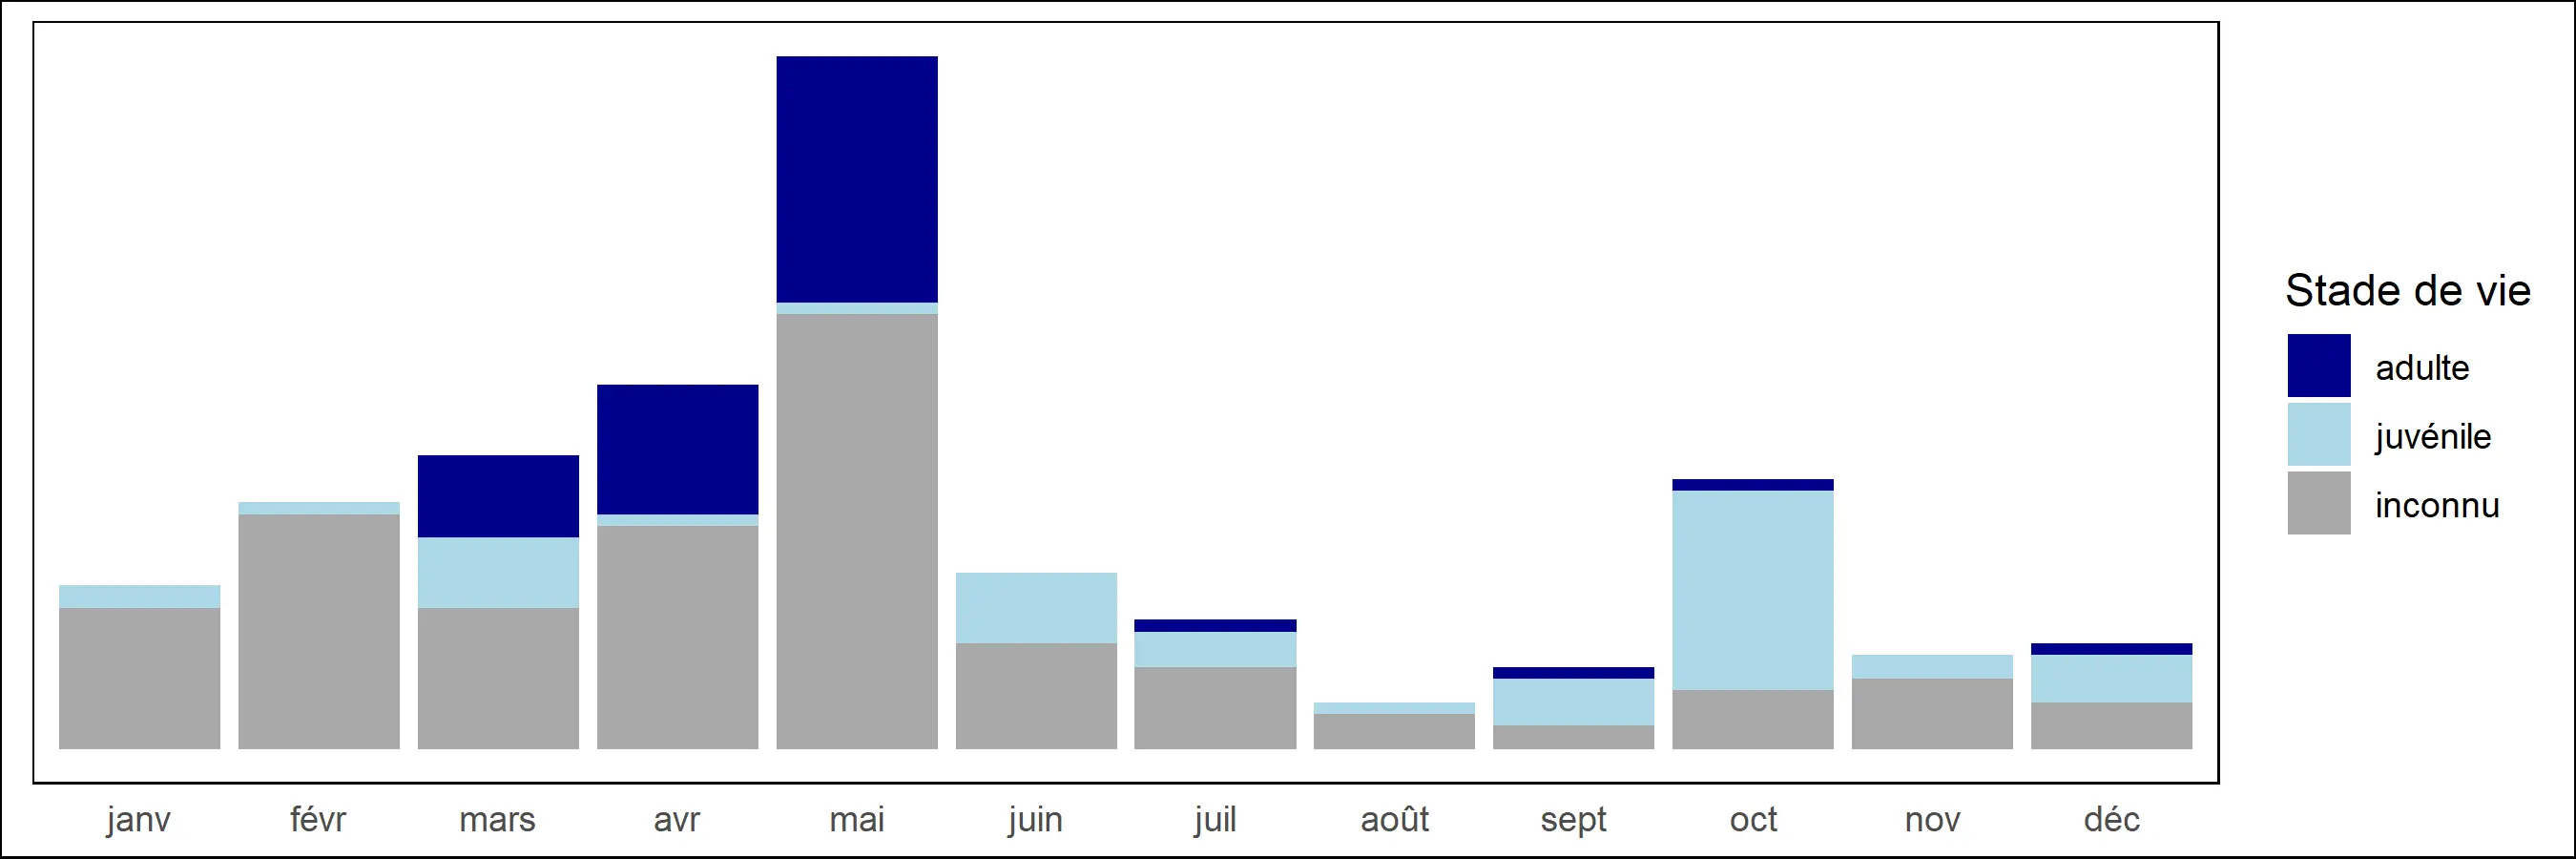 Stade de vie
adulte
juvénile
inconnu
janv févr mars avr mai juin juil août sept oct nov déc